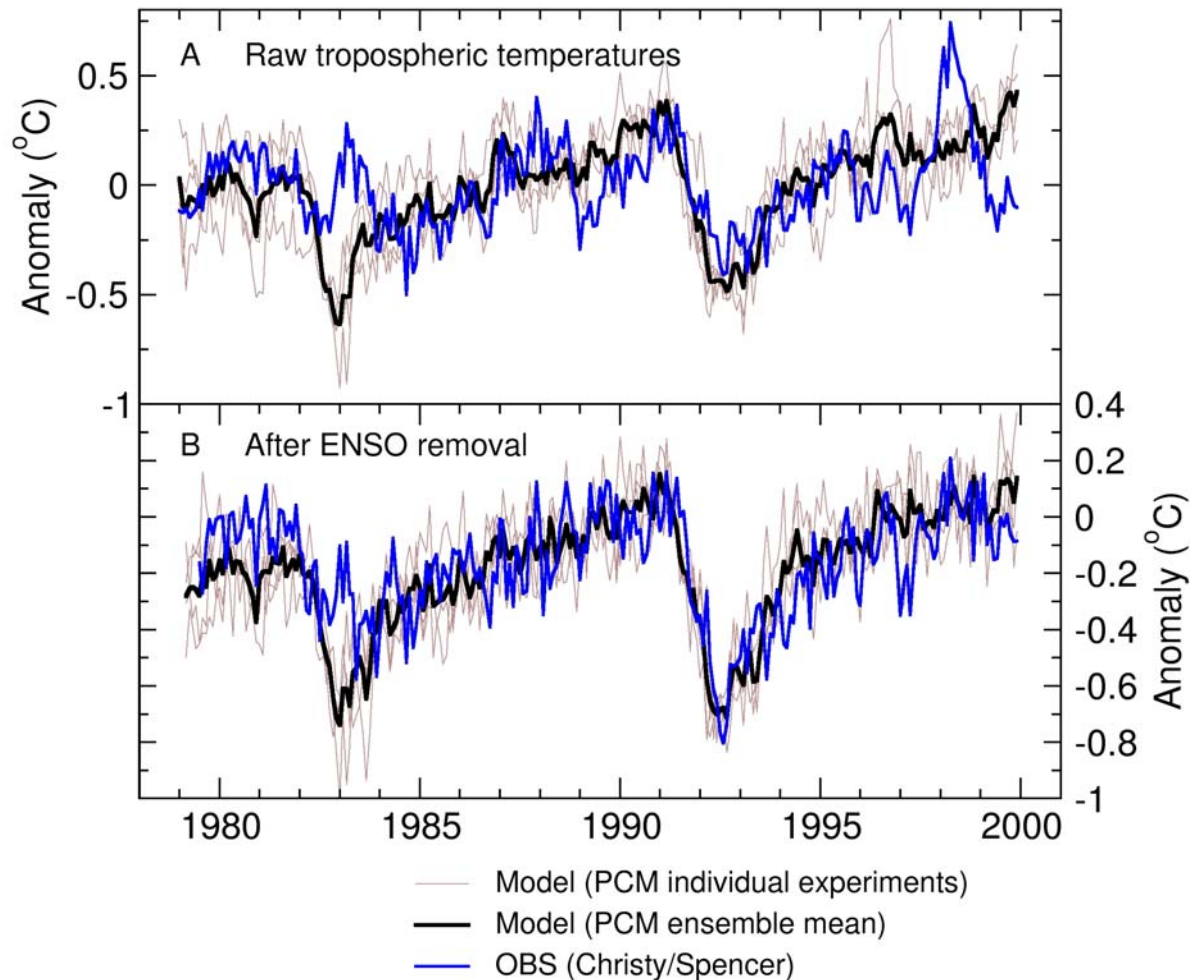 A Raw tropospheric temperatures
0.5
0
-0.5
-1
Anomaly (°C)
B After ENSO removal
0.4
0.2
0
-0.2
-0.4
-0.6
-0.8
-1
Anomaly (°C)
1980 1985 1990 1995 2000
Model (PCM individual experiments)
Model (PCM ensemble mean)
OBS (Christy/Spencer)